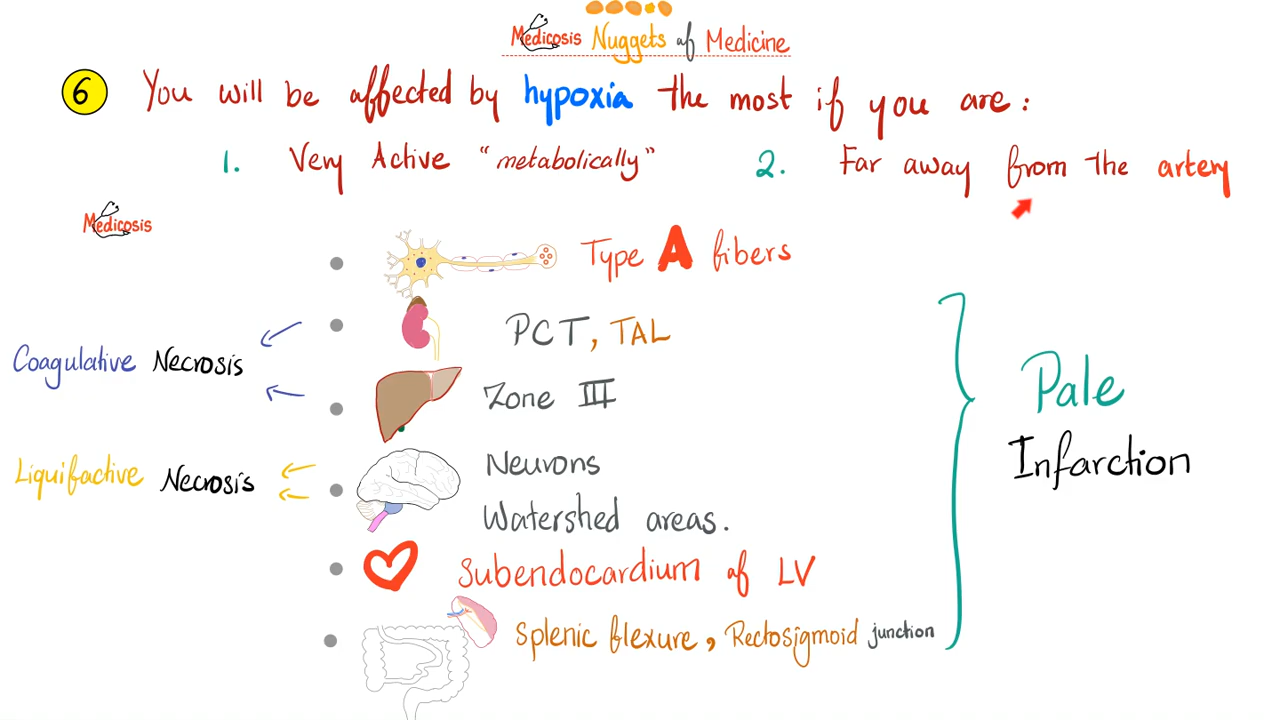 Medicosis Nuggets of Medicine
6 You will be affected by hypoxia the most if you are:
1. Very Active "metabolically" 2. Far away from the artery
Medicosis
Type A fibers
PCT, TAL
Coagulative Necrosis
Zone III
Pale
Infarction
Neurons
Liquifactive Necrosis
Watershed areas.
Subendocardium of LV
Splenic flexure, Rectosigmoid junction